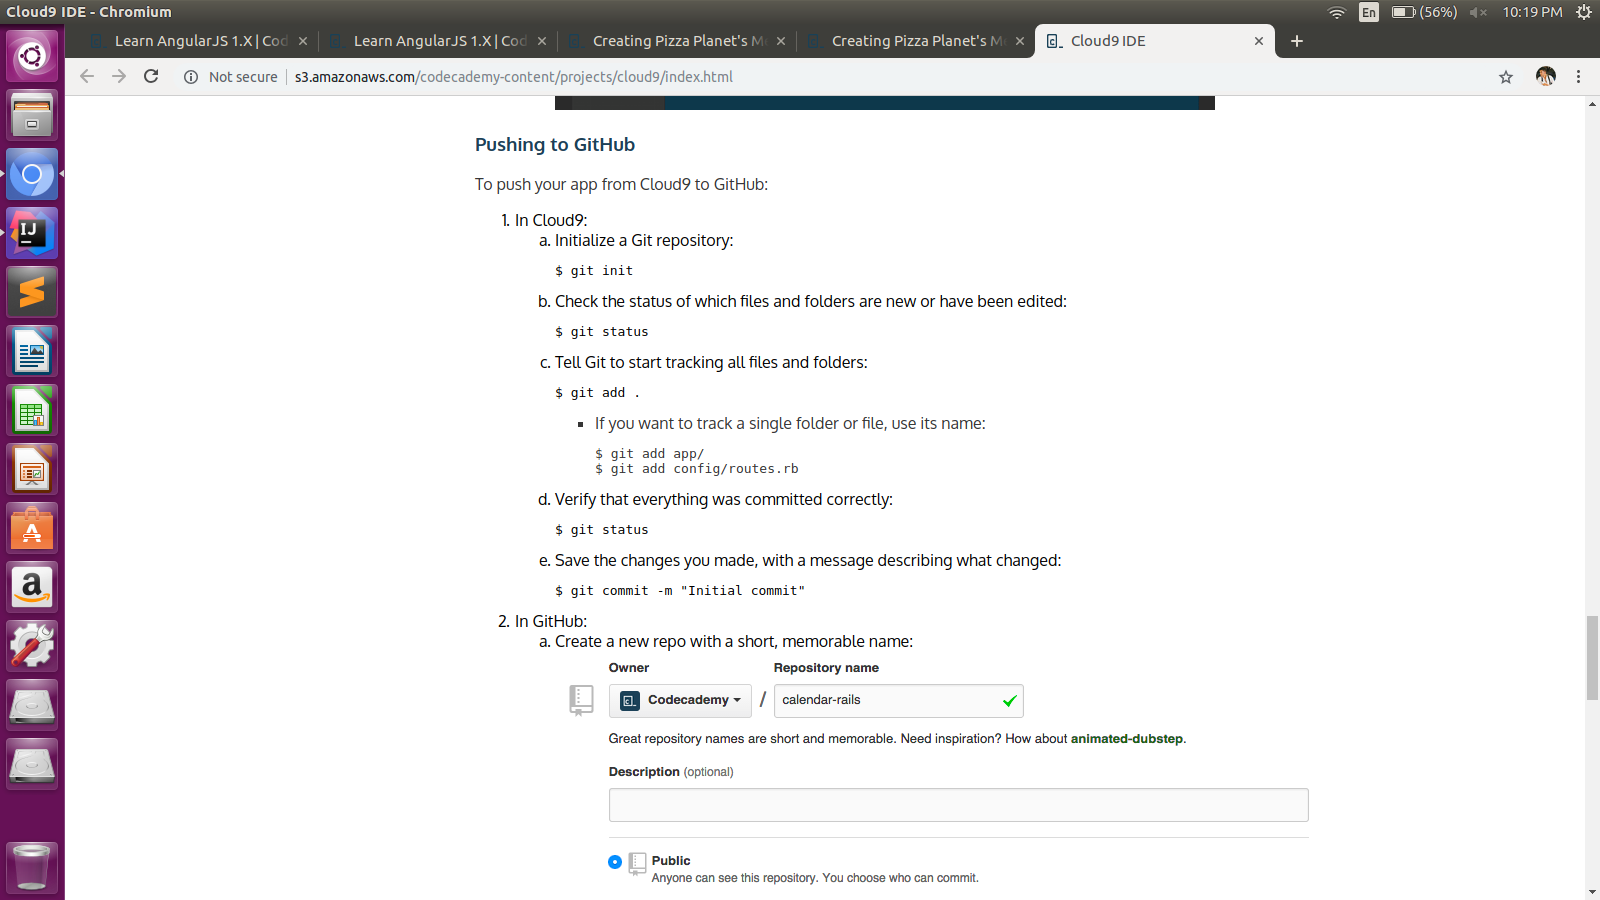 Cloud9 IDE - Chromium
En
(56%)
10:19 PM
Learn AngularJS 1.X | Cod
Learn AngularJS 1.X | Cod
Creating Pizza Planet's M
Creating Pizza Planet's M
Cloud9 IDE
Not secure
s3.amazonaws.com/codecademy-content/projects/cloud9/index.html
Pushing to GitHub
To push your app from Cloud9 to GitHub:
1. In Cloud9:
a. Initialize a Git repository:
$ git init
b. Check the status of which files and folders are new or have been edited:
$ git status
c. Tell Git to start tracking all files and folders:
$ git add .
If you want to track a single folder or file, use its name:
$ git add app/
$ git add config/routes.rb
d. Verify that everything was committed correctly:
$ git status
e. Save the changes you made, with a message describing what changed:
$ git commit -m "Initial commit"
2. In GitHub:
a. Create a new repo with a short, memorable name:
Owner
Repository name
Codecademy
/
calendar-rails
Great repository names are short and memorable. Need inspiration? How about animated-dubstep.
Description (optional)
Public
Anyone can see this repository. You choose who can commit.
IJ